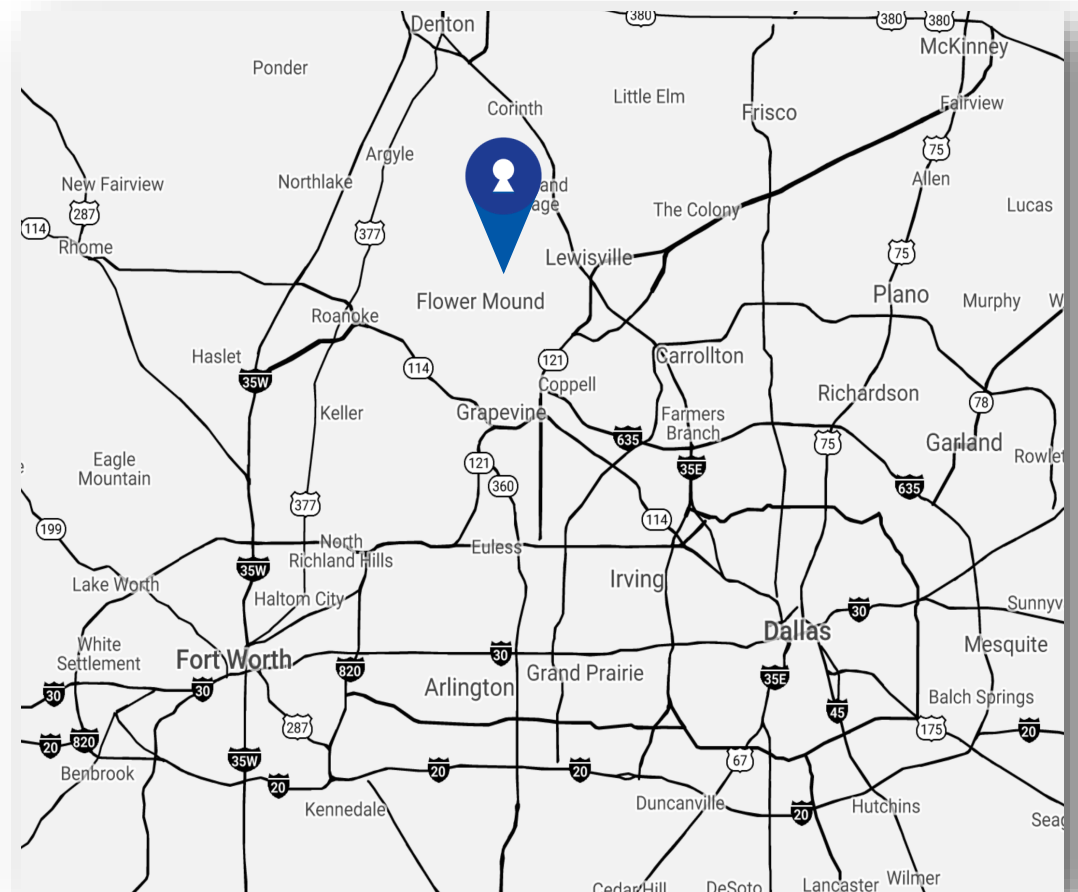 380
380
380
Denton
McKinney
Ponder
Little Elm
Corinth
Frisco
Fairview
75
Argyle
Allen
New Fairview
Northlake
and
age
287
The Colony
Lucas
114
377
Rhome
75
Lewisville
Flower Mound
Plano
Murphy
W
Roanoke
Haslet
121
Carrollton
114
35W
Coppell
Richardson
78
Keller
Grapevine
Farmers
Branch
635
75
Garland
Eagle
Mountain
121
35E
Rowlet
360
635
377
199
114
North
Richland Hills
Euless
35W
Irving
Lake Worth
Haltom City
30
Sunnyv
Dallas
White
Settlement
Fort Worth
30
Mesquite
820
Grand Prairie
35E
30
30
Arlington
Balch Springs
45
287
175
20
20
820
35W
67
Benbrook
20
20
20
Kennedale
Duncanville
Hutchins
20
Seag
Cedar Hill
DeSoto
Lancaster
Wilmer